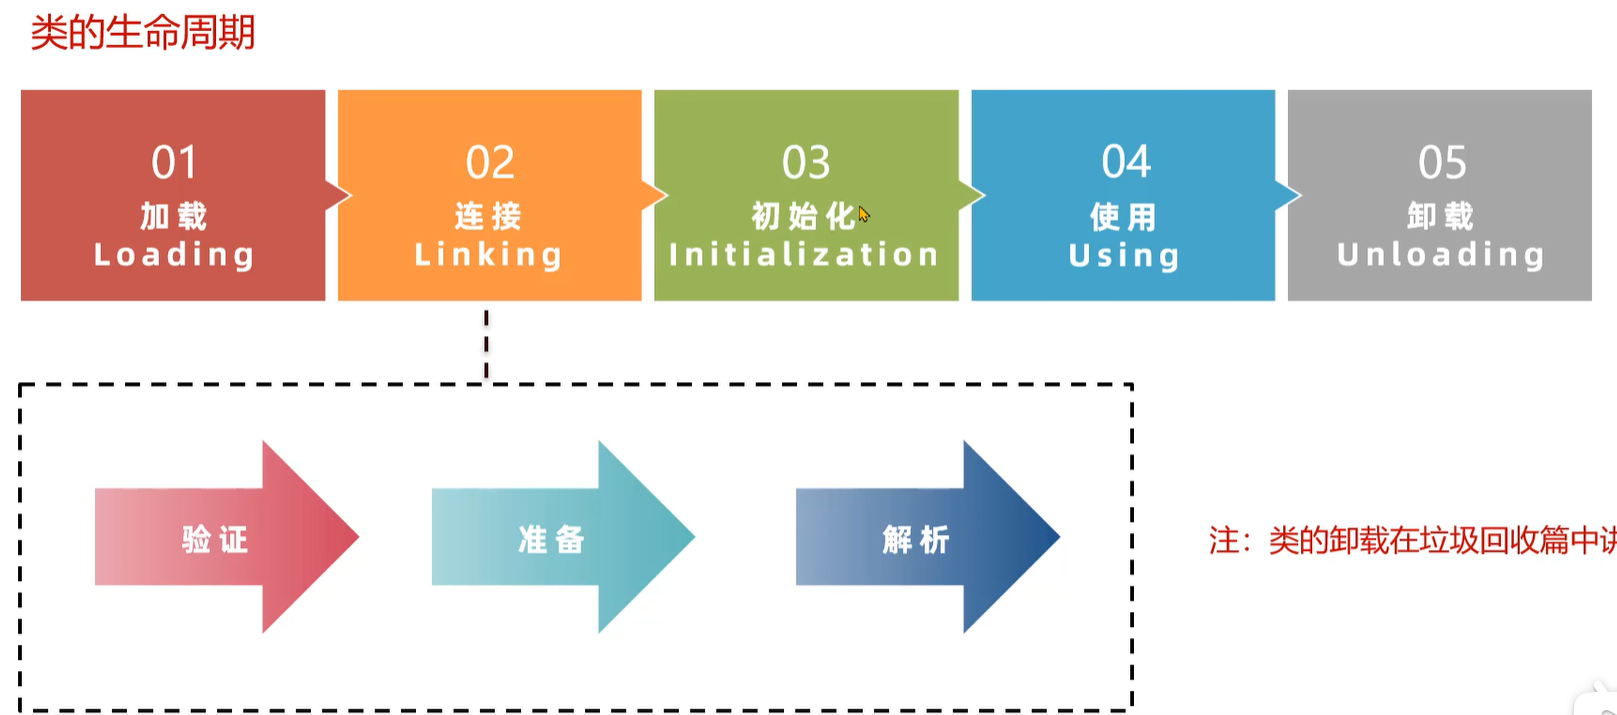 类的生命周期
01
加载
Loading
02
连接
Linking
03
初始化
Initialization
04
使用
Using
05
卸载
Unloading
验证
准备
解析
注：类的卸载在垃圾回收篇中讲